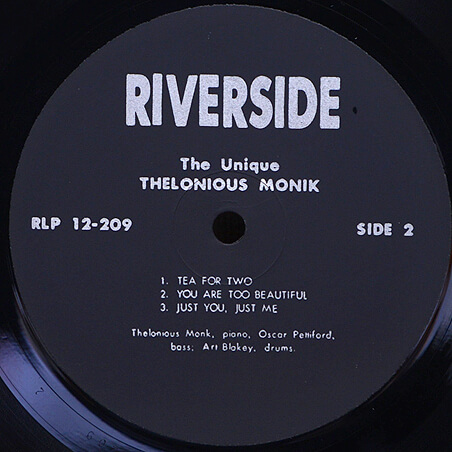 RIVERSIDE
The Unique
THELONIOUS MONIK
RLP 12-209
SIDE 2
1. TEA FOR TWO
2. YOU ARE TOO BEAUTIFUL
3. JUST YOU, JUST ME
Thelonious Monk, piano, Oscar Pettiford,
bass; Art Blakey, drums.